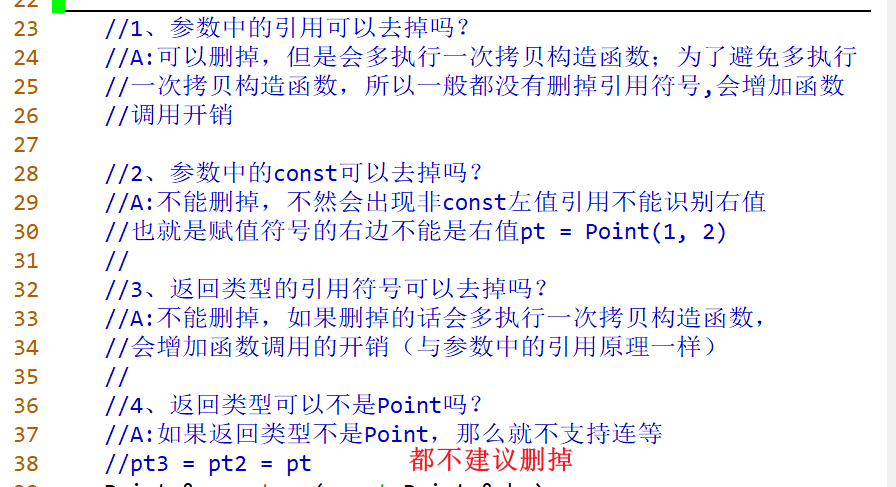 22
23 //1、参数中的引用可以去掉吗?
24 //A:可以删掉，但是会多执行一次拷贝构造函数；为了避免多执行
25 //一次拷贝构造函数，所以一般都没有删掉引用符号,会增加函数
26 //调用开销
27
28 //2、参数中的const可以去掉吗?
29 //A:不能删掉，不然会出现非const左值引用不能识别右值
30 //也就是赋值符号的右边不能是右值pt = Point(1, 2)
31 //
32 //3、返回类型的引用符号可以去掉吗?
33 //A:不能删掉，如果删掉的话会多执行一次拷贝构造函数，
34 //会增加函数调用的开销（与参数中的引用原理一样）
35 //
36 //4、返回类型可以不是Point吗?
37 //A:如果返回类型不是Point，那么就不支持连等
38 //pt3 = pt2 = pt 都不建议删掉